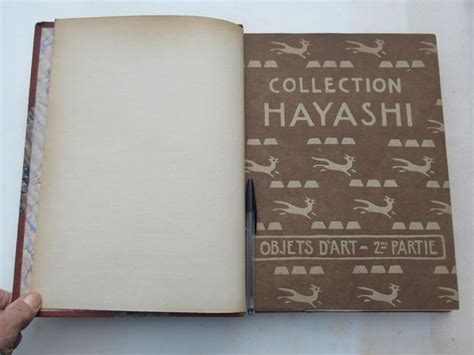 COLLECTION
HAYASHI
OBJETS D'ART - 2ME PARTIE